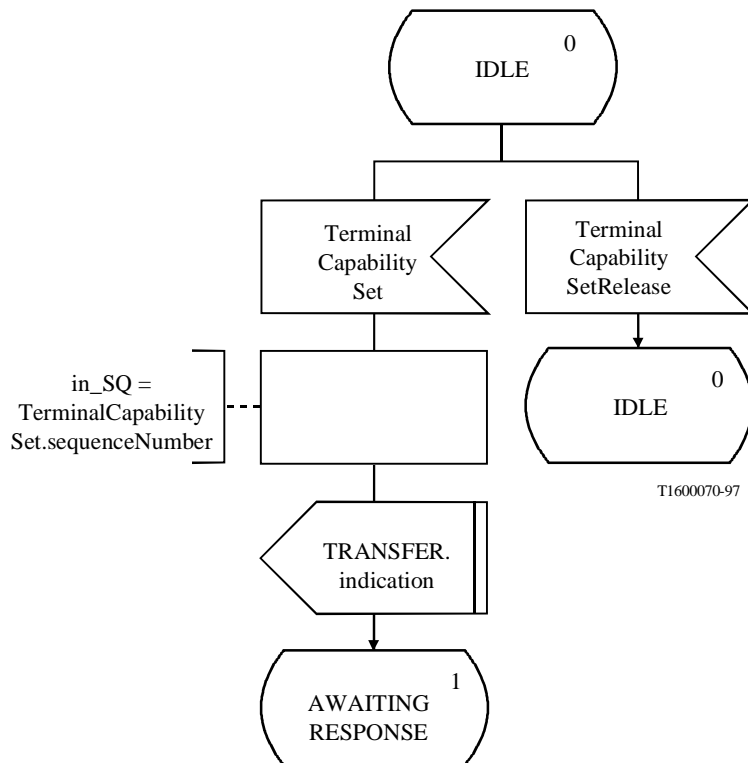 0
IDLE
Terminal
Capability
Set
Terminal
Capability
SetRelease
in_SQ =
TerminalCapability
Set.sequenceNumber
0
IDLE
T1600070-97
TRANSFER.
indication
1
AWAITING
RESPONSE